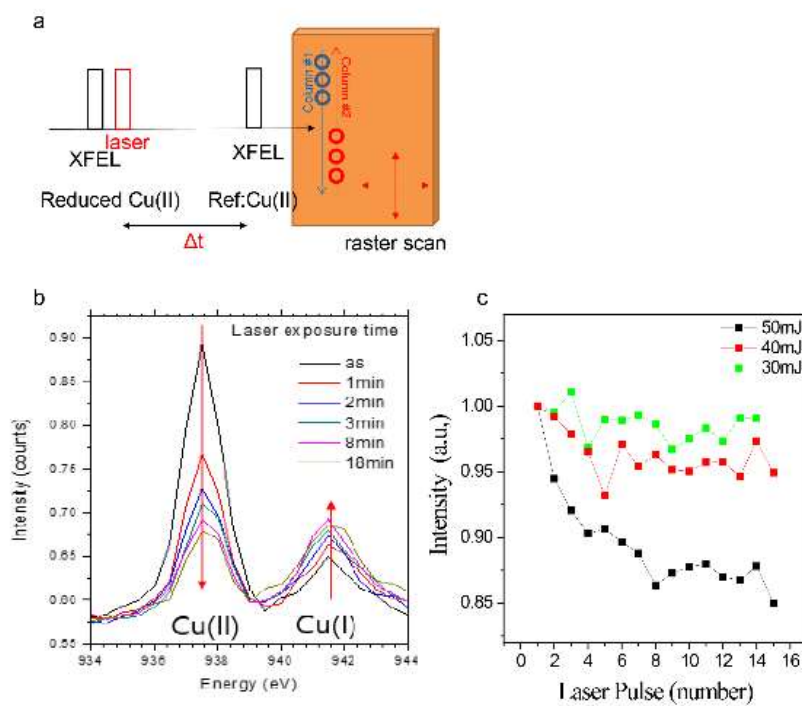 a
Column #1
Column #2
laser
XFEL
XFEL
Reduced Cu(II)
Ref:Cu(II)
Δt
raster scan
b
Laser exposure time
as
1min
2min
3min
8min
18min
0.90
0.85
0.80
0.75
0.70
0.65
0.60
0.55
Intensity (counts)
Cu(II)
Cu(I)
934
936
938
940
942
944
Energy (eV)
c
50mJ
40mJ
30mJ
1.05
1.00
0.95
0.90
0.85
Intensity (a.u,)
0
2
4
6
8
10
12
14
16
Laser Pulse (number)